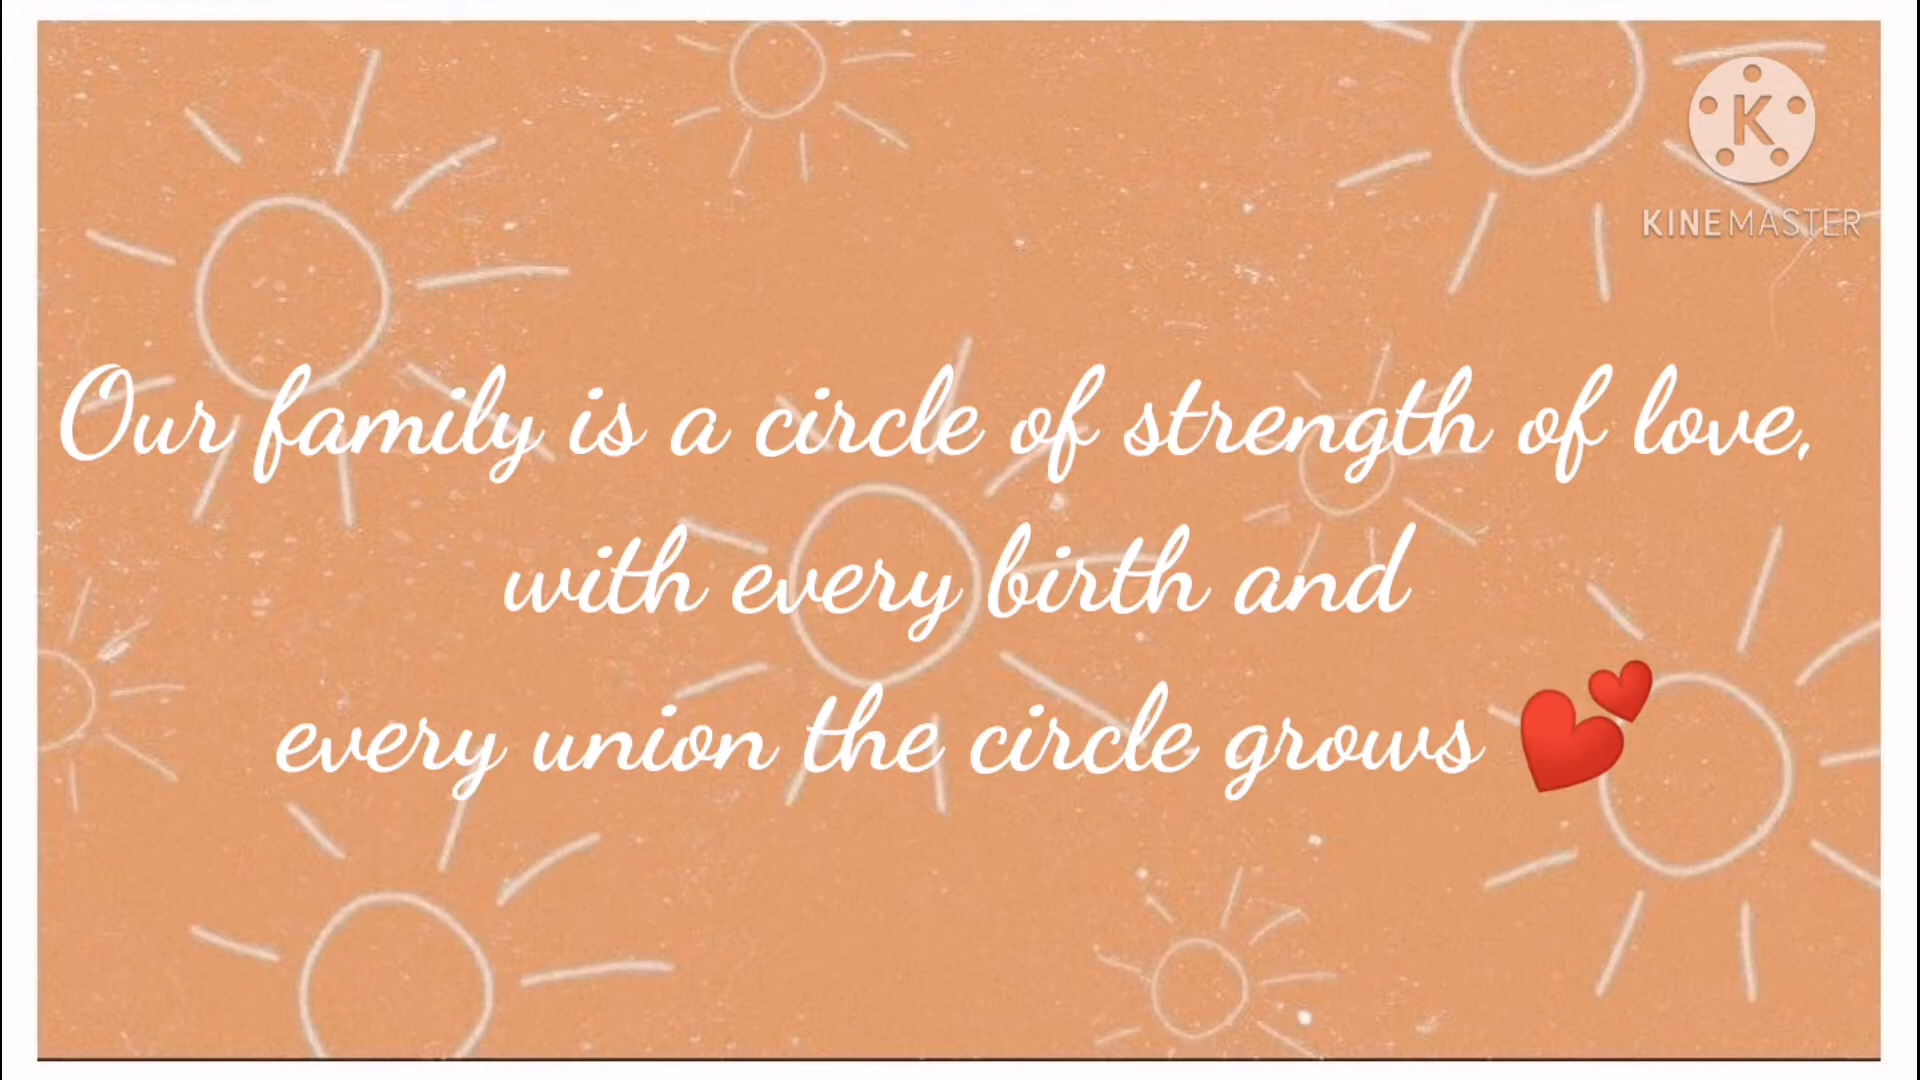 K
KINEMASTER
Our family is a circle of strength of love,
with every birth and
every union the circle grows 💕